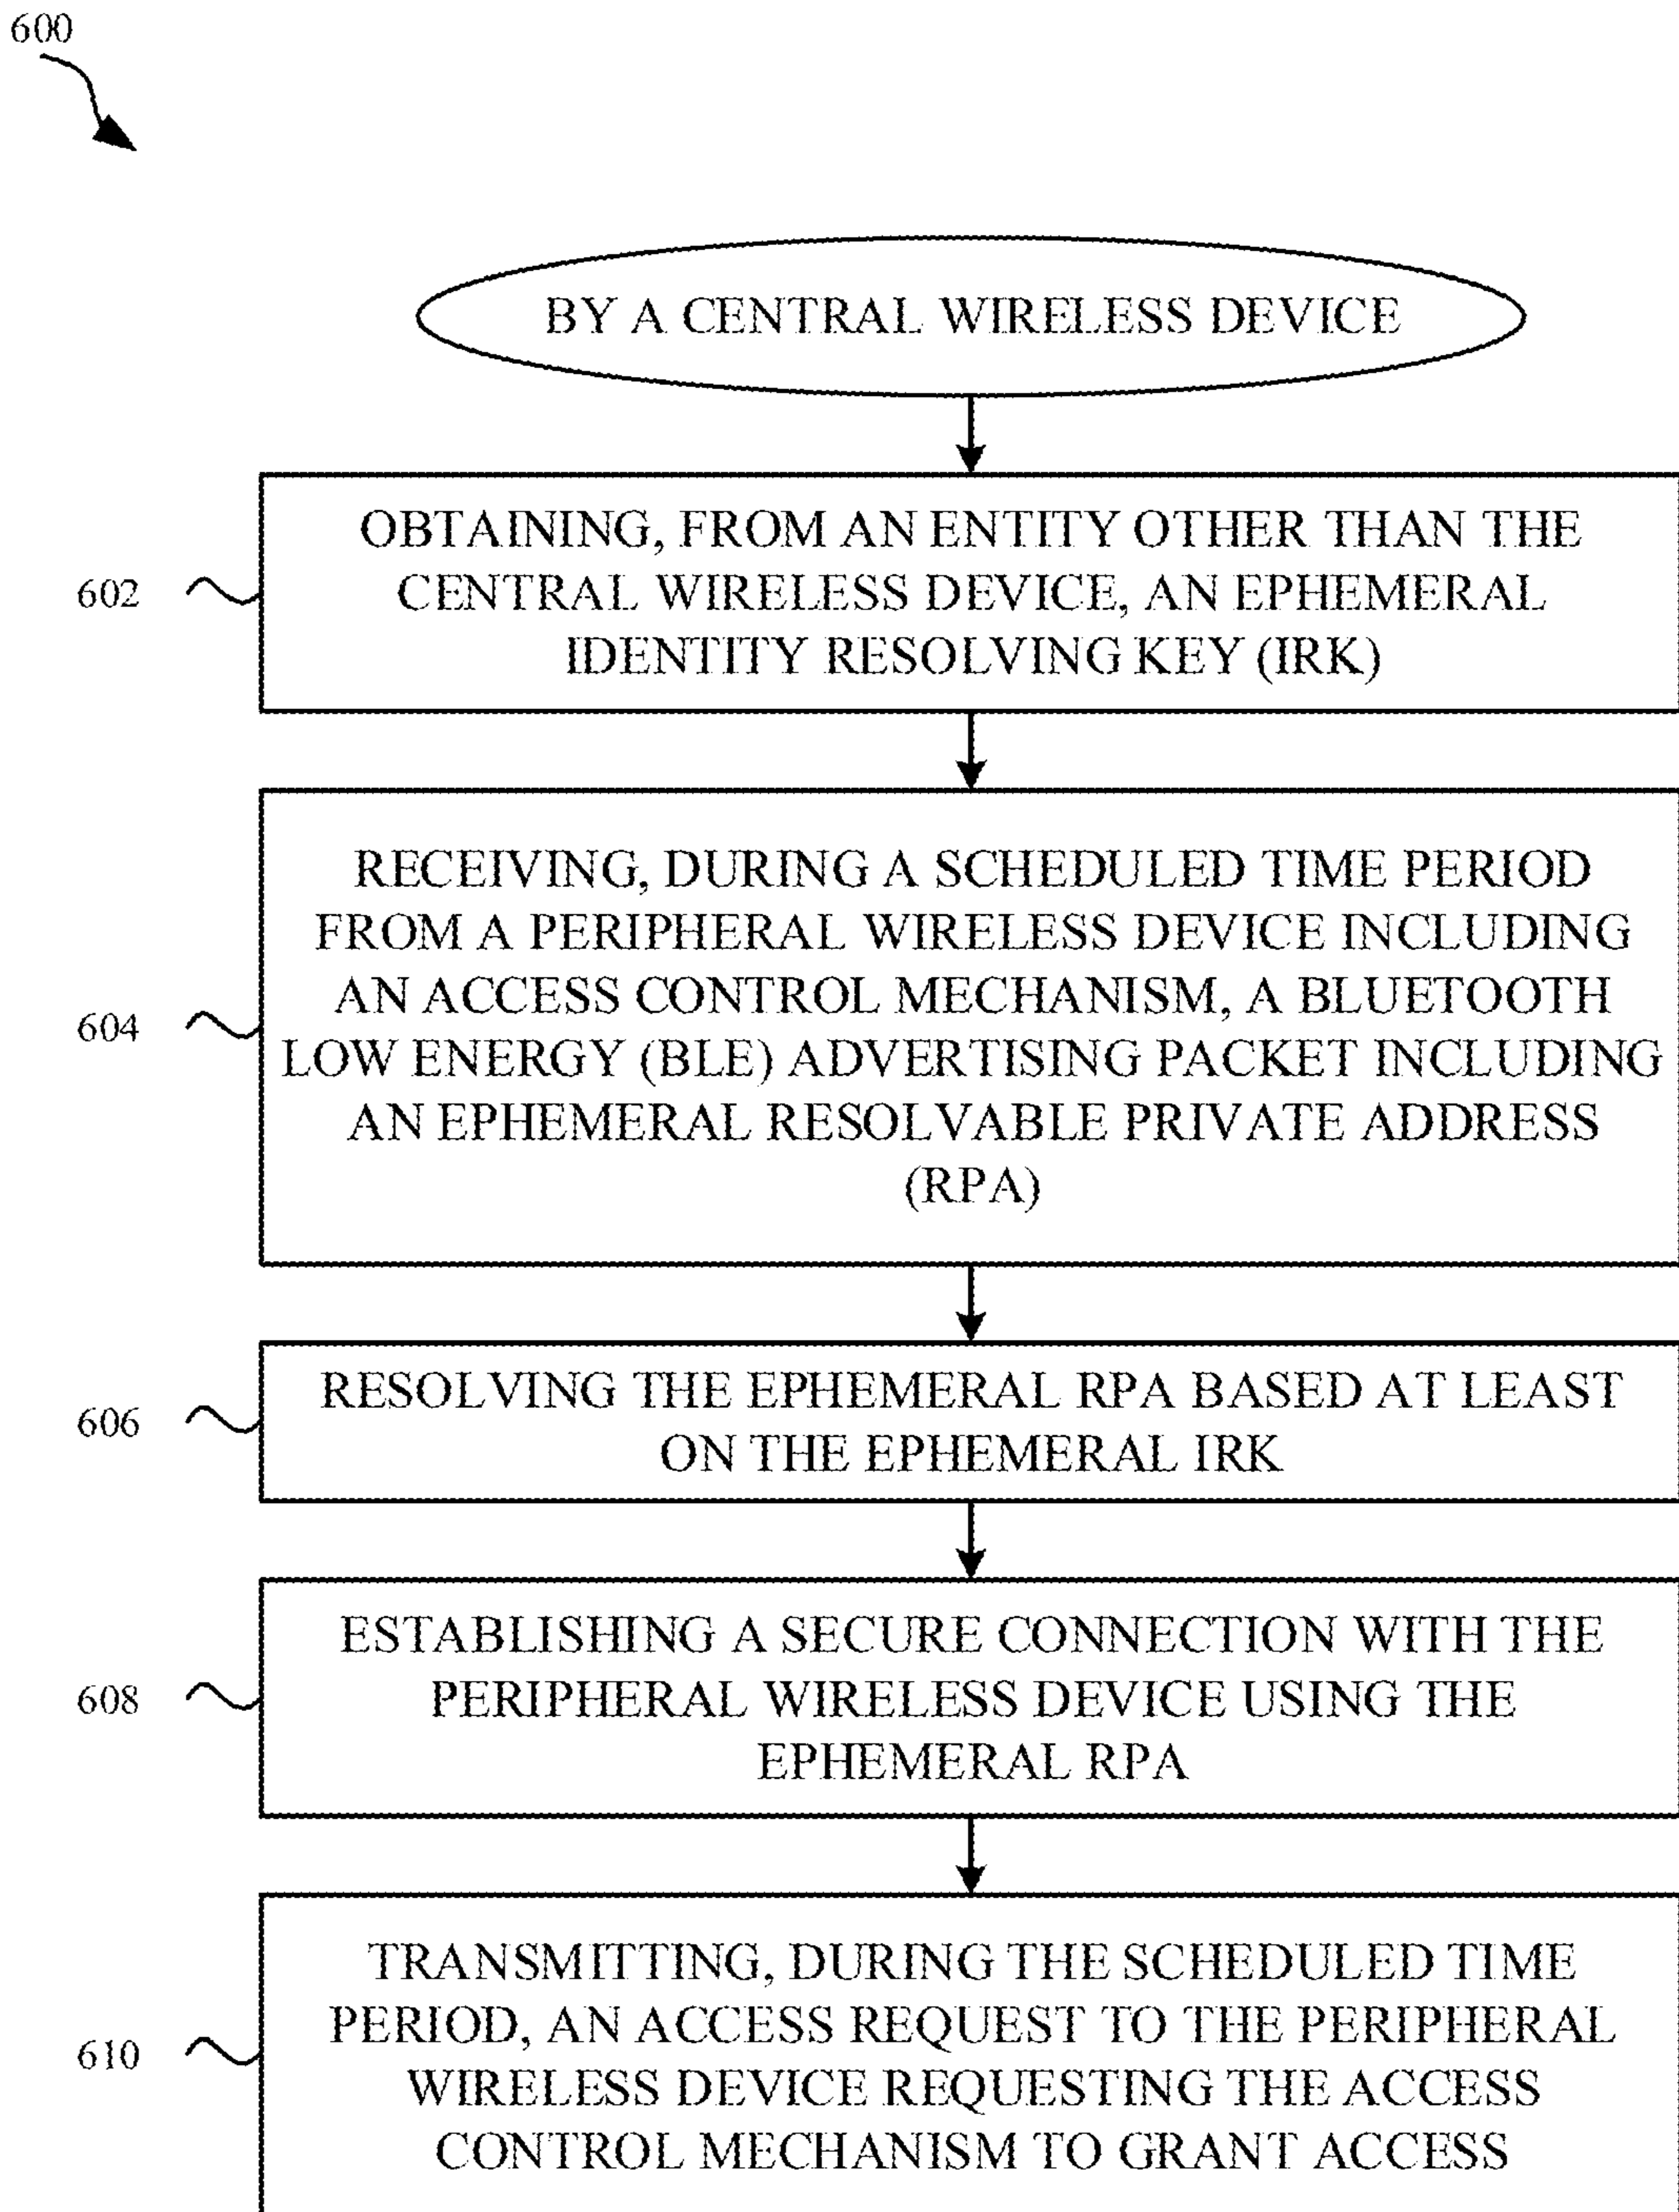 600
BY A CENTRAL WIRELESS DEVICE
OBTAINING, FROM AN ENTITY OTHER THAN THE
CENTRAL WIRELESS DEVICE, AN EPHEMERAL
IDENTITY RESOLVING KEY (IRK)
602
RECEIVING, DURING A SCHEDULED TIME PERIOD
FROM A PERIPHERAL WIRELESS DEVICE INCLUDING
AN ACCESS CONTROL MECHANISM, A BLUETOOTH
LOW ENERGY (BLE) ADVERTISING PACKET INCLUDING
AN EPHEMERAL RESOLVABLE PRIVATE ADDRESS
(RPA)
604
RESOLVING THE EPHEMERAL RPA BASED AT LEAST
ON THE EPHEMERAL IRK
606
ESTABLISHING A SECURE CONNECTION WITH THE
PERIPHERAL WIRELESS DEVICE USING THE
EPHEMERAL RPA
608
TRANSMITTING, DURING THE SCHEDULED TIME
PERIOD, AN ACCESS REQUEST TO THE PERIPHERAL
WIRELESS DEVICE REQUESTING THE ACCESS
CONTROL MECHANISM TO GRANT ACCESS
610